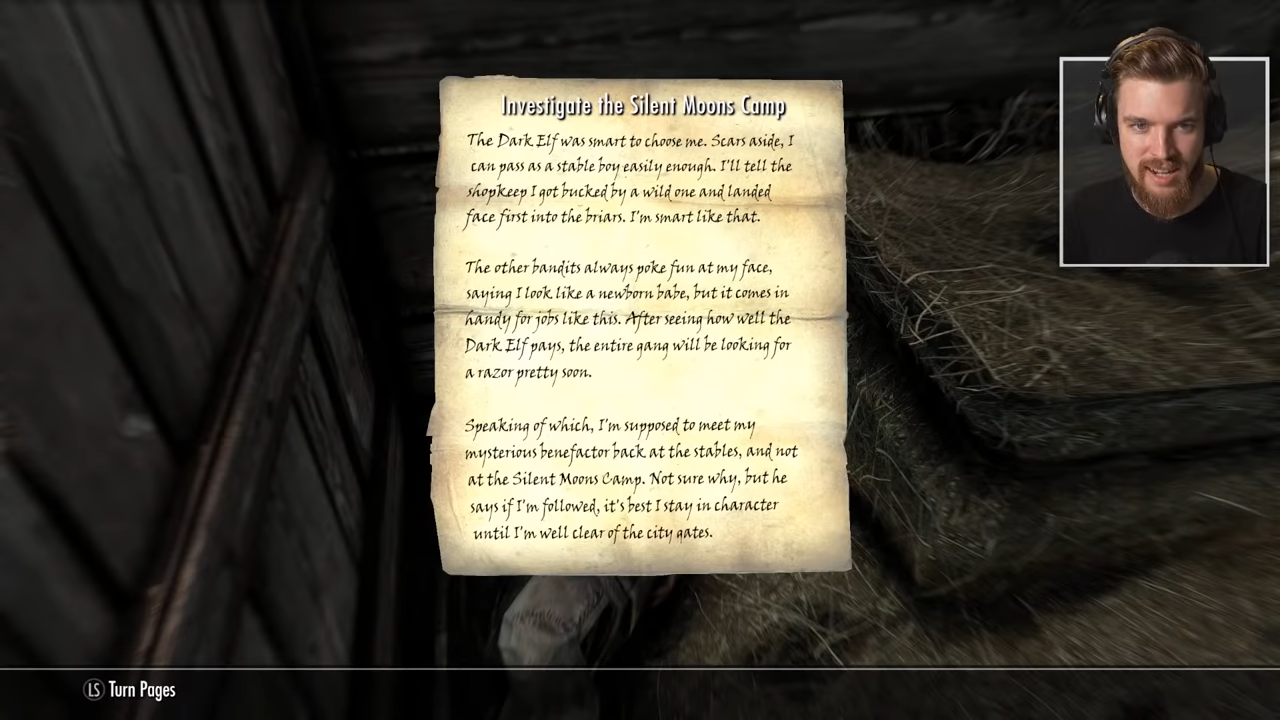 Investigate the Silent Moons Camp
The Dark Elf was smart to choose me. Scars aside, I
can pass as a stable boy easily enough. I'll tell the
shopkeep I got bucked by a wild one and landed
face first into the briars. I'm smart like that.
The other bandits always poke fun at my face,
saying I look like a newborn babe, but it comes in
handy for jobs like this. After seeing how well the
Dark Elf pays, the entire gang will be looking for
a razor pretty soon.
Speaking of which, I'm supposed to meet my
mysterious benefactor back at the stables, and not
at the Silent Moons Camp. Not sure why, but he
says if I'm followed, it's best I stay in character
until I'm well clear of the city gates.
LS Turn Pages